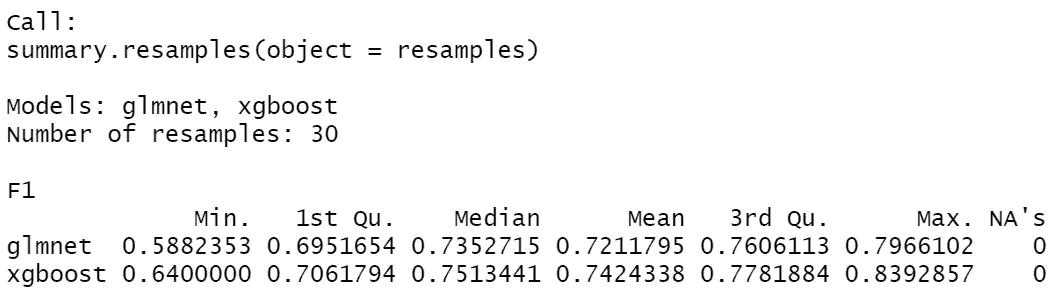 Call:
summary.resamples(object = resamples)
Models: glmnet, xgboost
Number of resamples: 30
F1
Min. 1st Qu. Median Mean 3rd Qu. Max. NA's
glmnet 0.5882353 0.6951654 0.7352715 0.7211795 0.7606113 0.7966102 0
xgboost 0.6400000 0.7061794 0.7513441 0.7424338 0.7781884 0.8392857 0